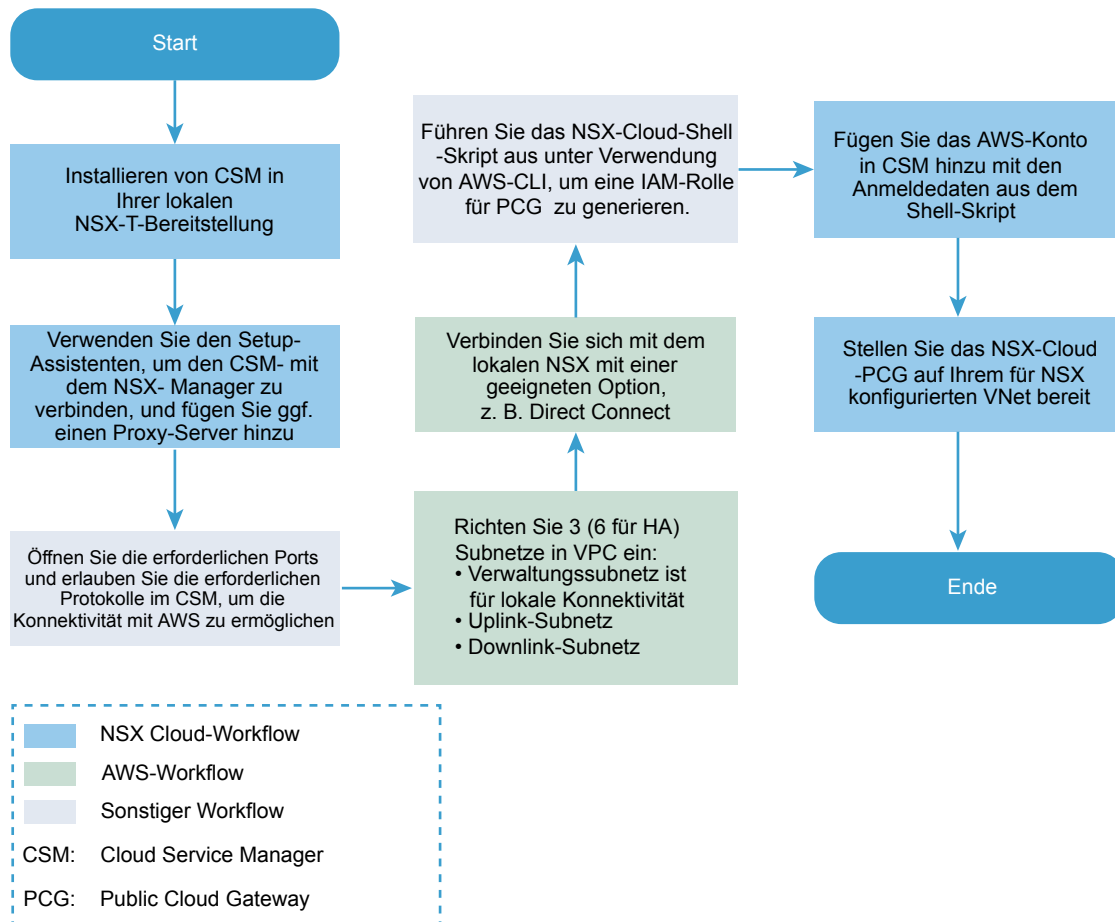 Start
Installieren von CSM in
Ihrer lokalen
NSX-T-Bereitstellung
Verwenden Sie den Setup-
Assistenten, um den CSM- mit
dem NSX- Manager zu
verbinden, und fügen Sie ggf.
einen Proxy-Server hinzu
Öffnen Sie die erforderlichen Ports
und erlauben Sie die erforderlichen
Protokolle im CSM, um die
Konnektivität mit AWS zu ermöglichen
Richten Sie 3 (6 für HA)
Subnetze in VPC ein:
• Verwaltungssubnetz ist
für lokale Konnektivität
• Uplink-Subnetz
• Downlink-Subnetz
Verbinden Sie sich mit dem
lokalen NSX mit einer
geeigneten Option,
z. B. Direct Connect
Führen Sie das NSX-Cloud-Shell
-Skript aus unter Verwendung
von AWS-CLI, um eine IAM-Rolle
für PCG zu generieren.
Fügen Sie das AWS-Konto
in CSM hinzu mit den
Anmeldedaten aus dem
Shell-Skript
Stellen Sie das NSX-Cloud
-PCG auf Ihrem für NSX
konfigurierten VNet bereit
Ende
NSX Cloud-Workflow
AWS-Workflow
Sonstiger Workflow
CSM: Cloud Service Manager
PCG: Public Cloud Gateway